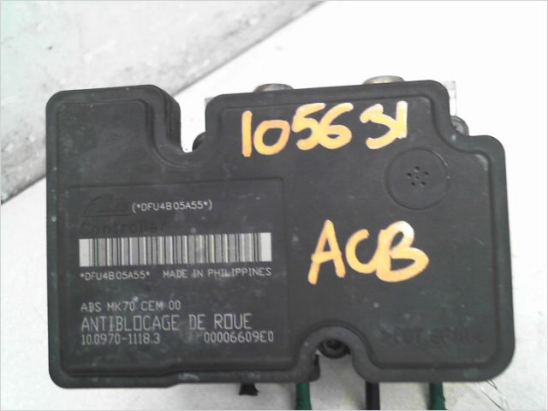 105631
(*DFU4B05A55*)
Controller
*DFU4B05A55* MADE IN PHILIPPINES
ACB
ABS MK70 CEM 00
ANTIBLOCAGE DE ROUE
10.0970-1118.3 00006609E0